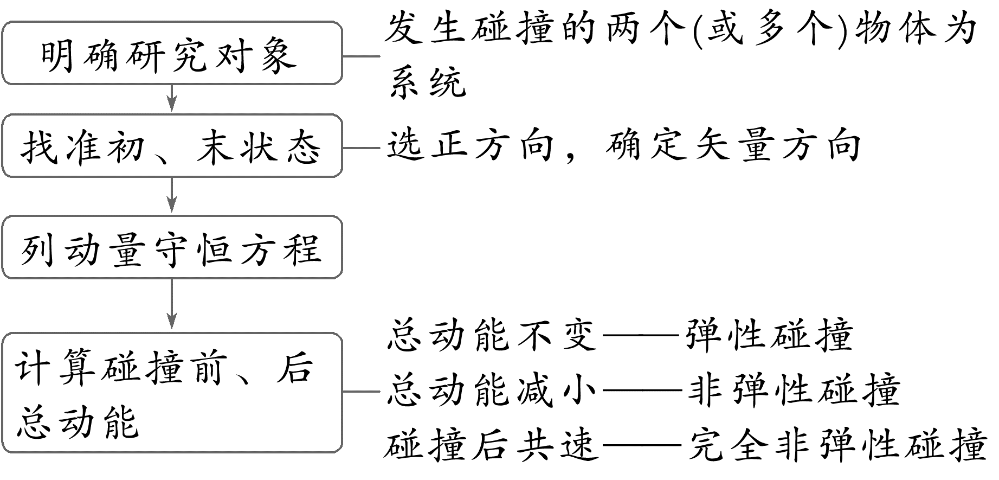 明确研究对象
发生碰撞的两个(或多个)物体为
系统
找准初、末状态
选正方向，确定矢量方向
列动量守恒方程
计算碰撞前、后
总动能
总动能不变——弹性碰撞
总动能减小——非弹性碰撞
碰撞后共速——完全非弹性碰撞